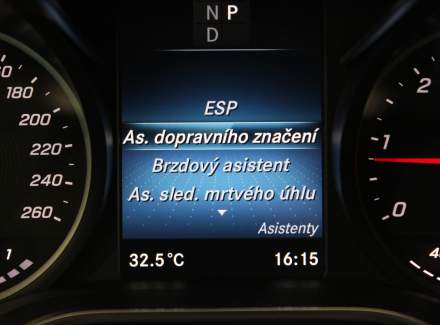 N P
D
ESP
As. dopravního značení
Brzdový asistent
As. sled. mrtvého úhlu
Asistenty
32.5°C 16:15
180
200
220
240
260
1
2
1
0